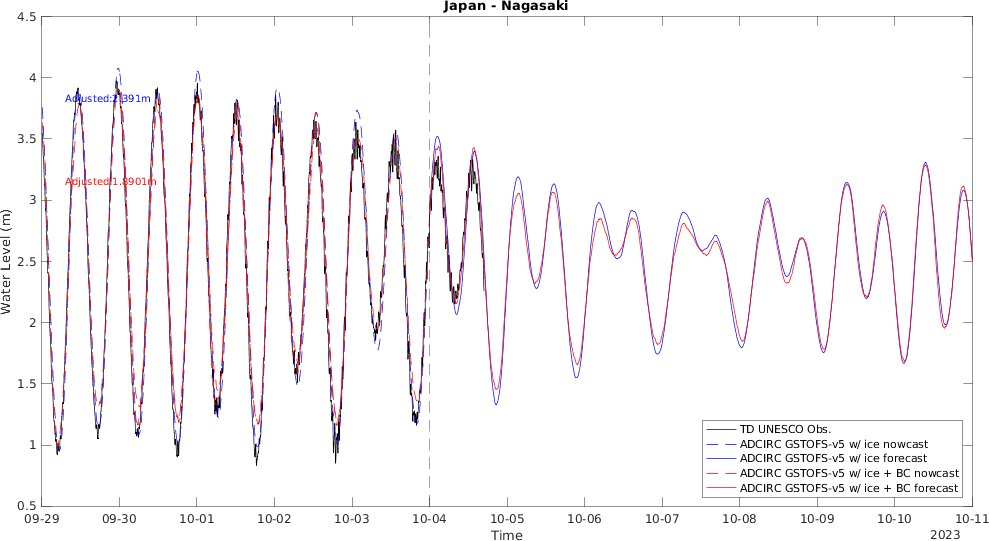 Japan - Nagasaki
4.5
4
3.5
3
2.5
2
1.5
1
0.5
Water Level (m)
Adjusted:1.8901m
09-29 09-30 10-01 10-02 10-03 10-04 10-05 10-06 10-07 10-08 10-09 10-10 10-11
Time
2023
TD UNESCO Obs.
ADCIRC GSTOFS-v5 w/ ice nowcast
ADCIRC GSTOFS-v5 w/ ice forecast
ADCIRC GSTOFS-v5 w/ ice + BC nowcast
ADCIRC GSTOFS-v5 w/ ice + BC forecast